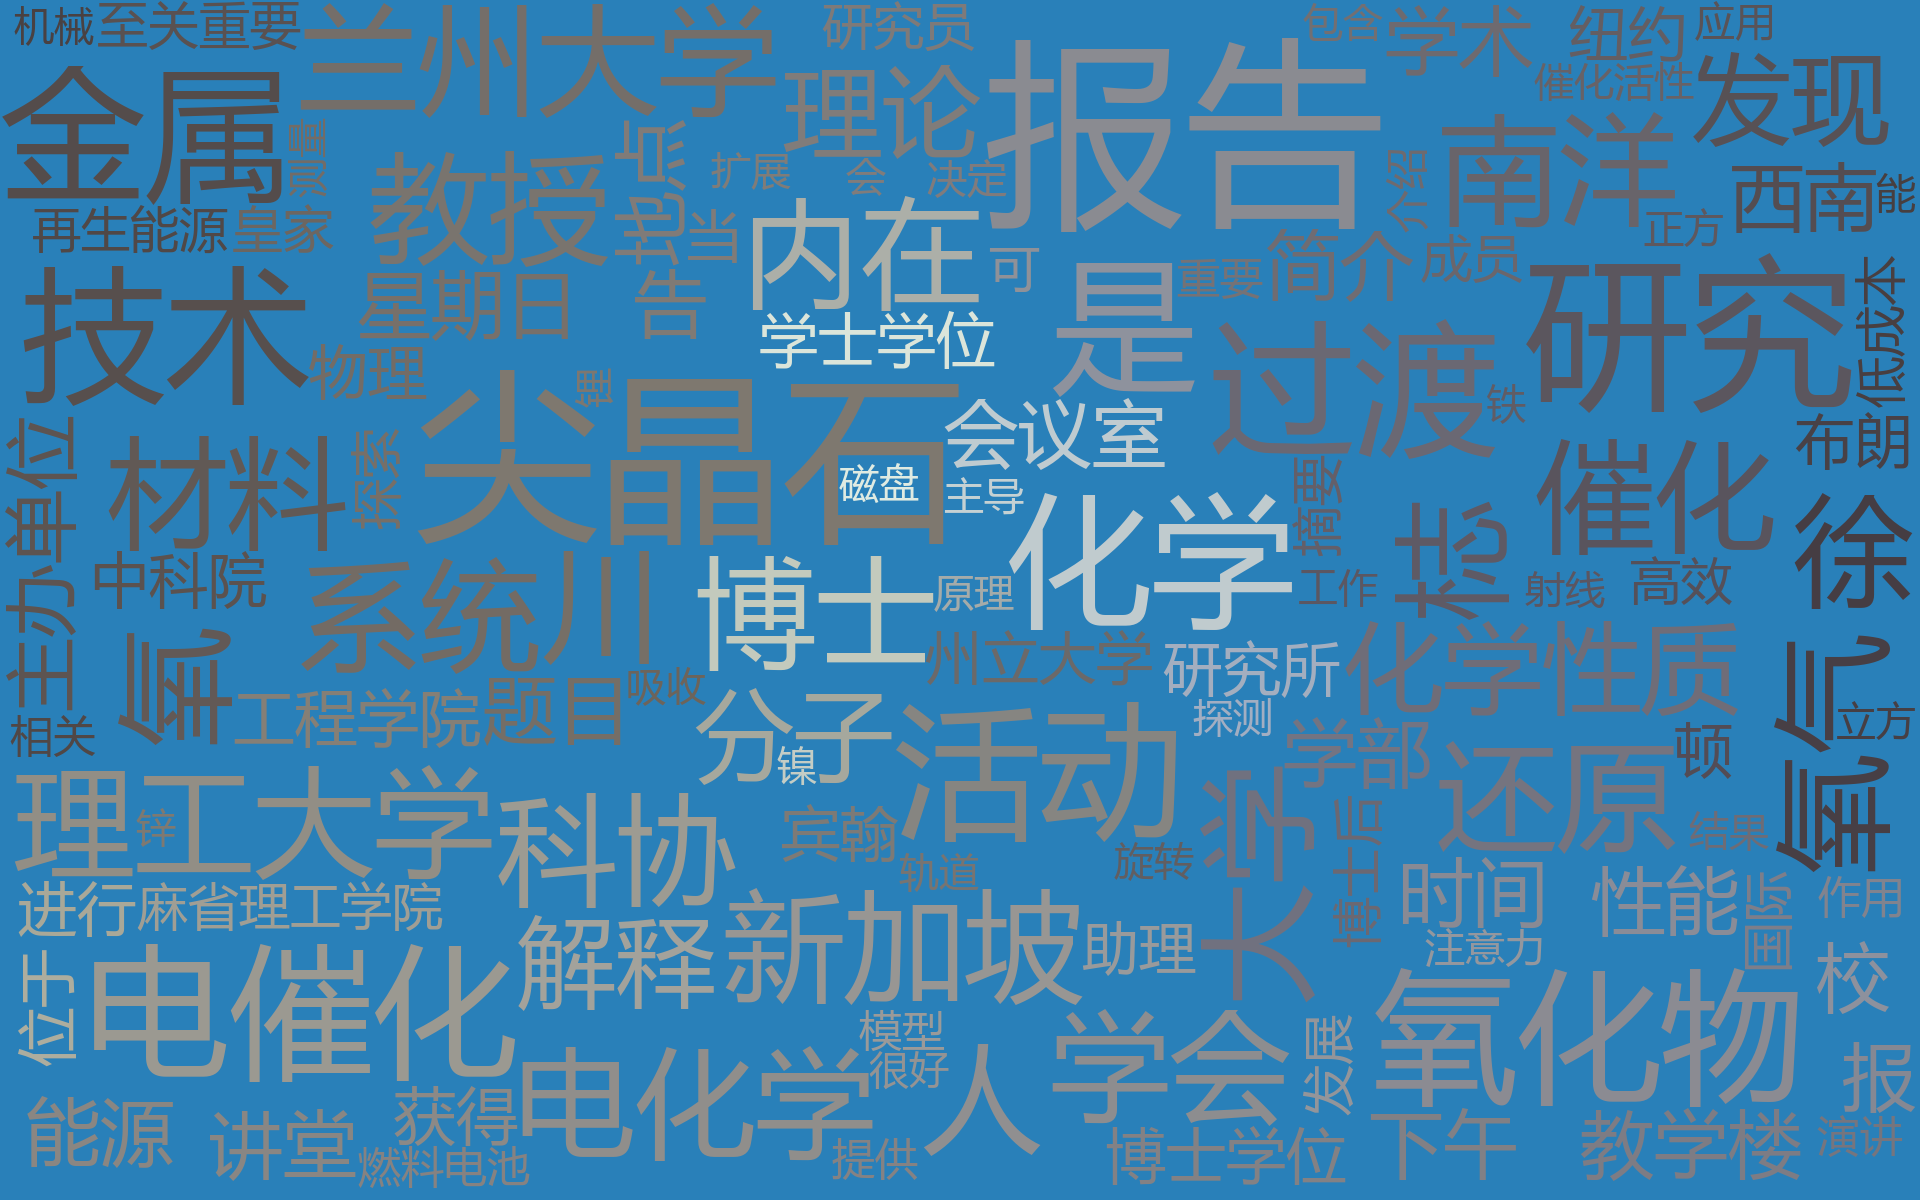 机械
至关重要
兰州大学
研究员
报告
包含
学术
纽约
应用
催化活性
发现
金属
测量
教授
地点
理论
扩展
会
决定
介绍
南洋
西南
能
再生能源
皇家
当
内在
可
重要
简介
成员
正方
技术
星期日
告
学士学位
是
过渡
研究
低成本
物理
锂
尖晶石
会议室
铁
布朗
主办单位
材料
探索
磁盘
主导
化学
摘要
标志
催化
徐
中科院
系统
川
博士
原理
工作
射线
高效
氧
州立大学
研究所
化学性质
氧气
吸收
工程学院
题目
分子
探测
立方
相关
镍
活动
学部
还原
顿
理工大学
锌
科协
宾翰
轨道
旋转
大学
博士后
结果
氧
进行
麻省理工学院
解释
新加坡
助理
时间
注意力
性能
国际
作用
位于
电催化
模型
很好
学会
发展
氧化物
校
能源
讲堂
获得
燃料电池
电化学
提供
人
博士学位
下午
教学楼
报
演讲